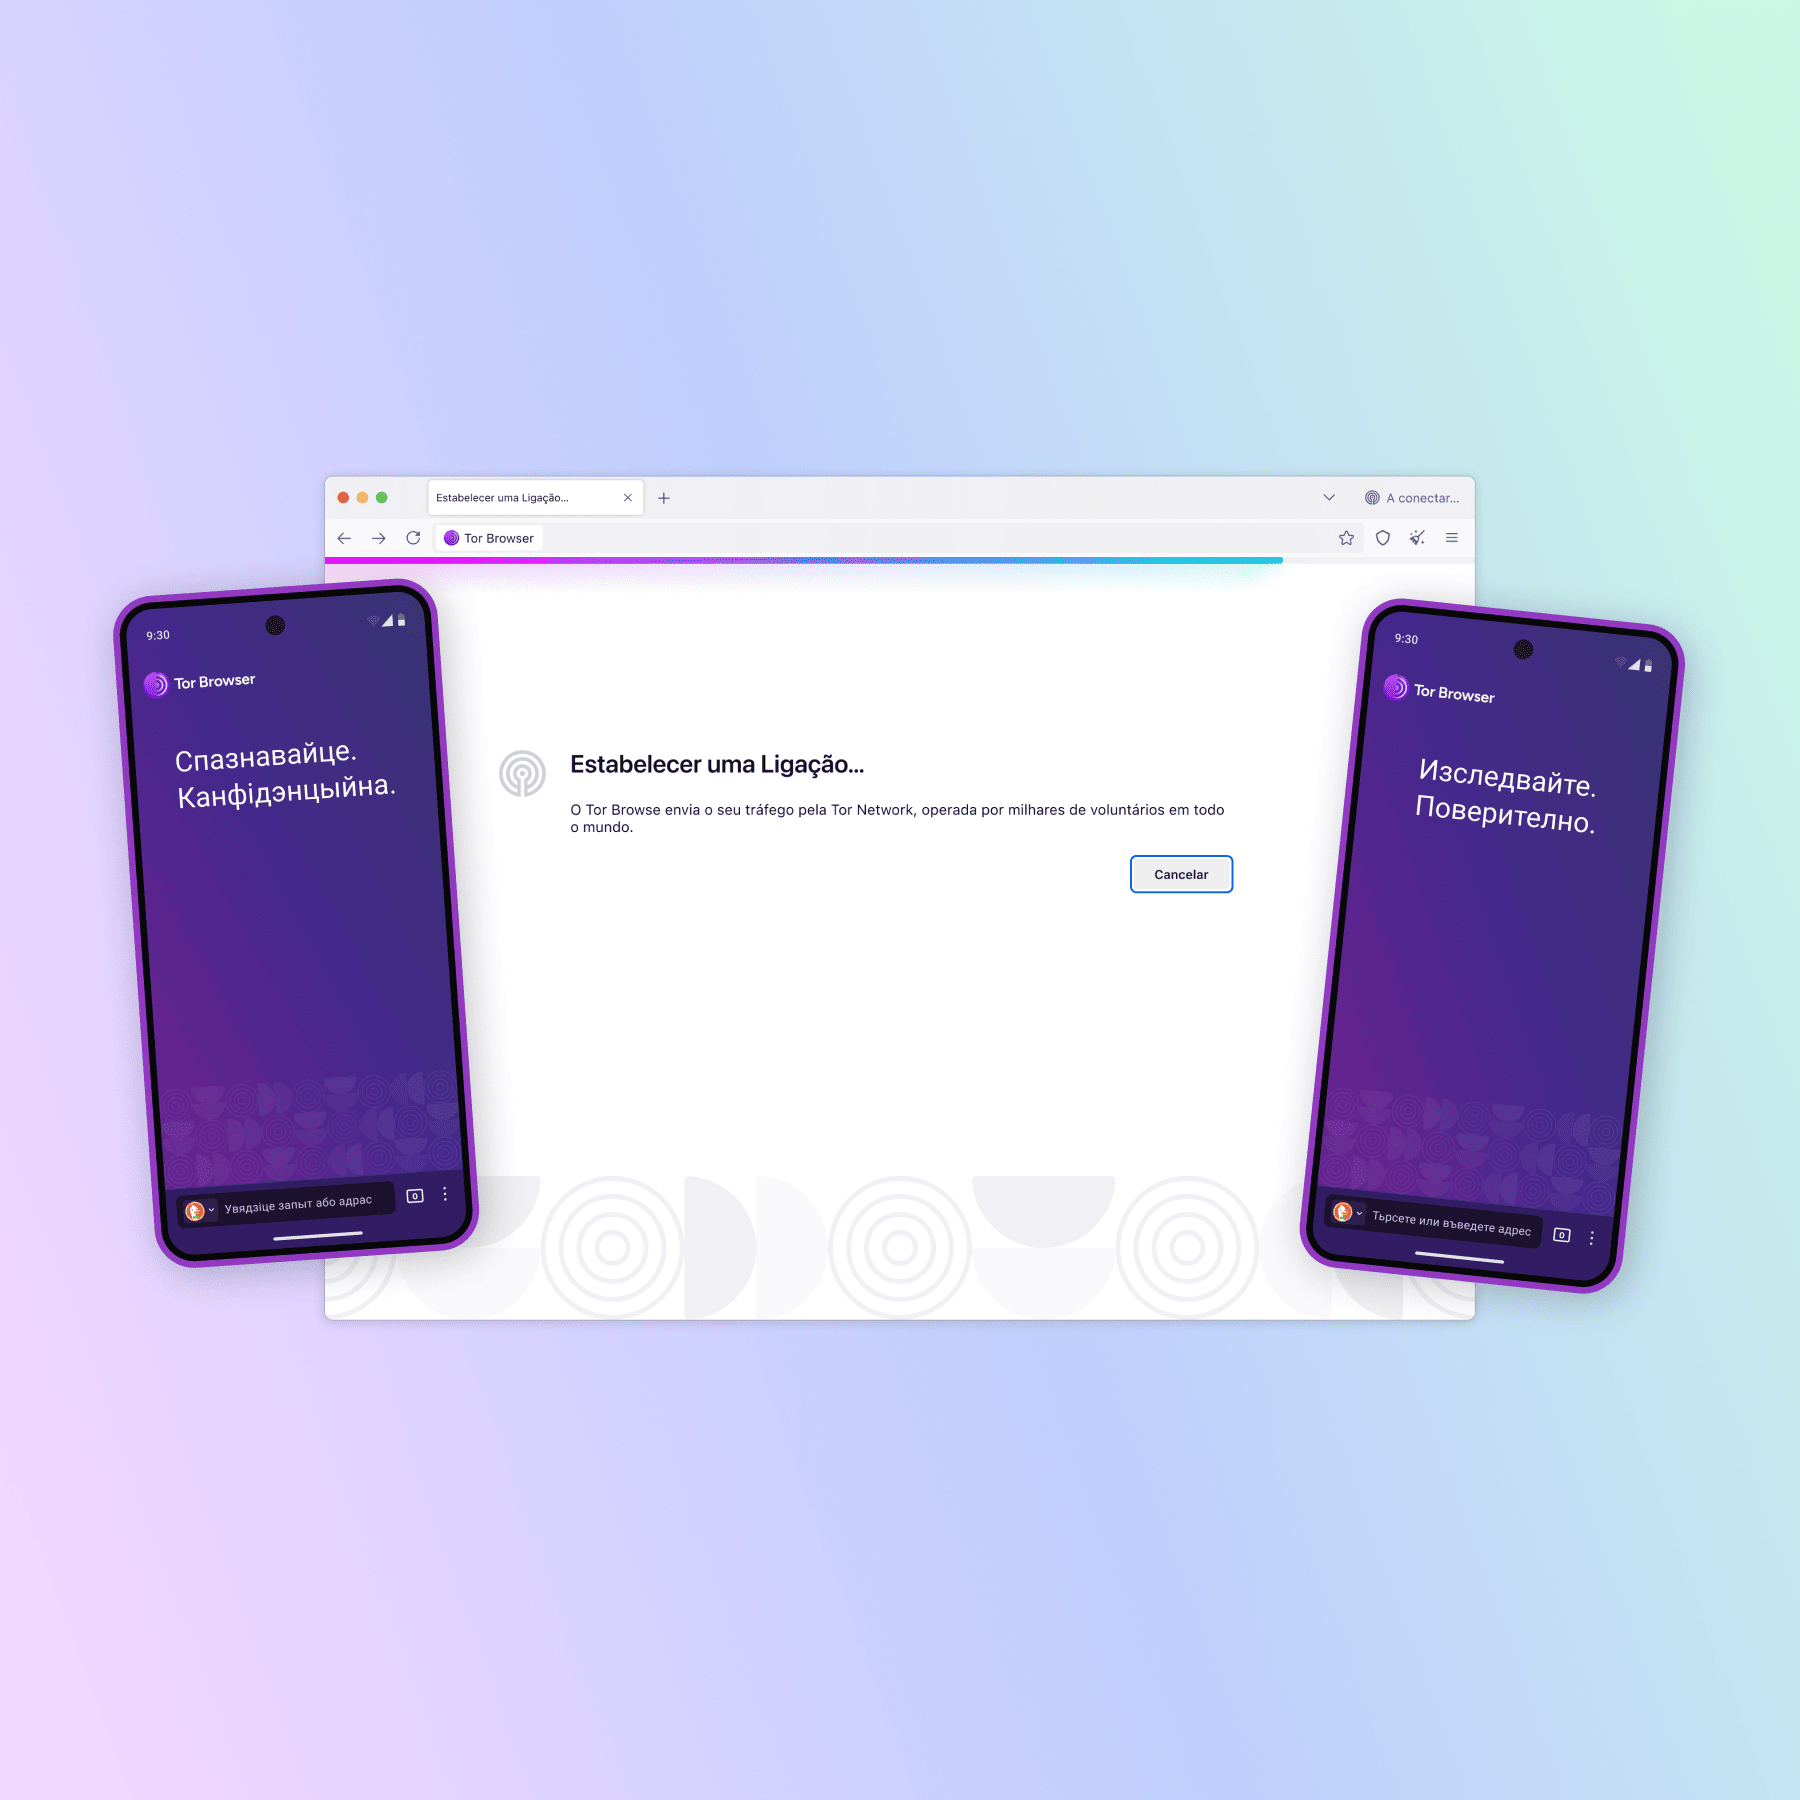 Estabelecer uma Ligação...
A conectar...
Tor Browser
Estabelecer uma Ligação...
O Tor Browse envia o seu tráfego pela Tor Network, operada por milhares de voluntários em todo
o mundo.
Cancelar
9:30
Tor Browser
Спазнавайце.
Канфідэнцыйна.
Увядзіце запыт або адрас
0
9:30
Tor Browser
Изследвайте.
Поверително.
Търсете или въведете адрес
0